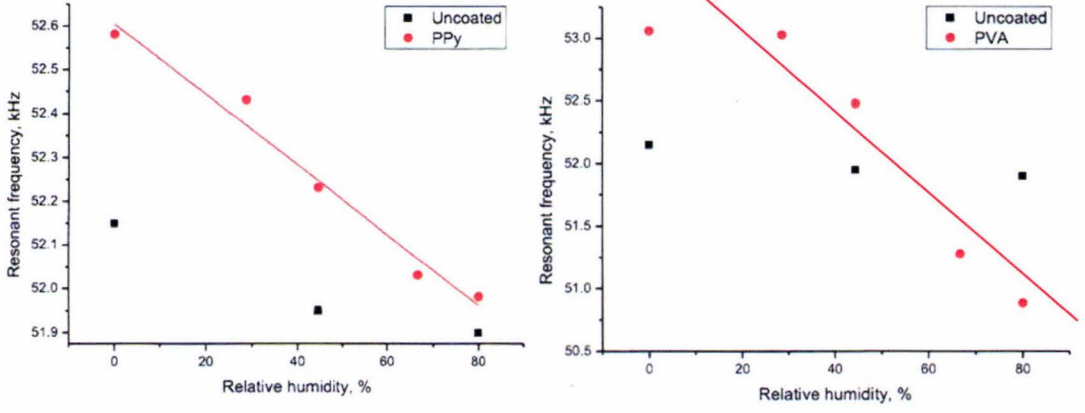 Uncoated
PPy
52.6
52.5
52.4
52.3
52.2
52.1
52.0
51.9
0 20 40 60 80
Resonant frequency, kHz
Relative humidity, %
Uncoated
PVA
53.0
52.5
52.0
51.5
51.0
50.5
0 20 40 60 80
Resonant frequency, kHz
Relative humidity, %